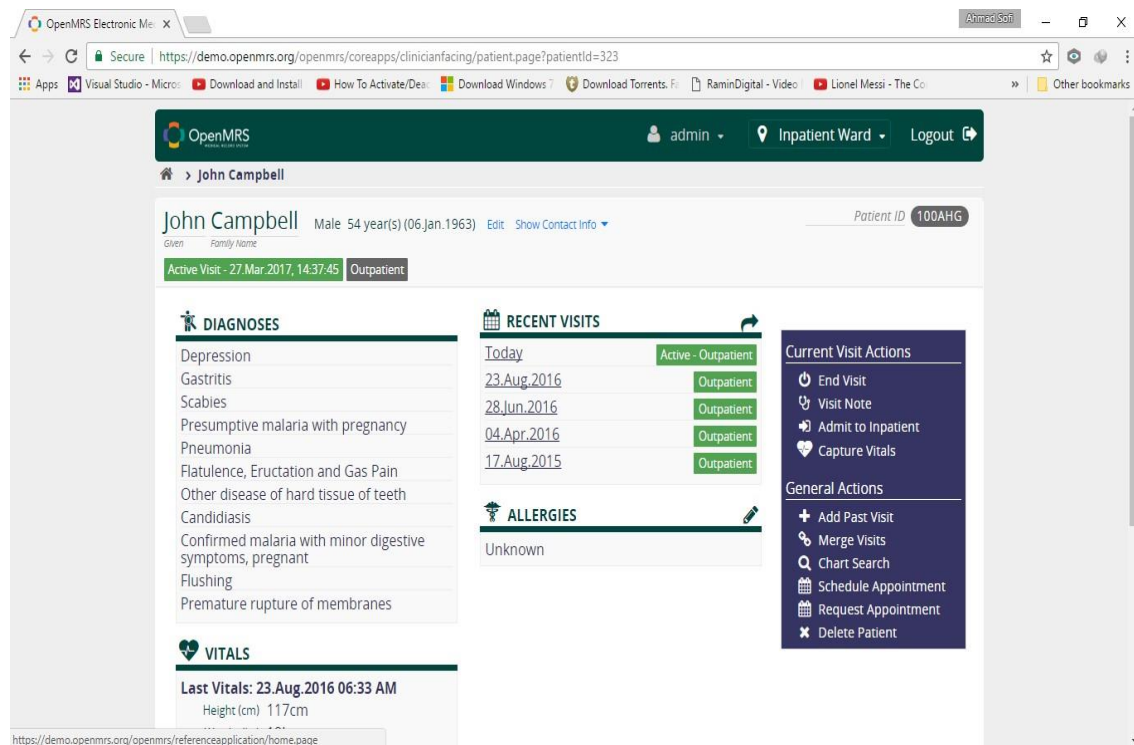 OpenMRS Electronic Me
Ahmad Sofi
Secure
https://demo.openmrs.org/openmrs/coreapps/clinicianfacing/patient.page?patientId=323
Apps
Visual Studio - Micros
Download and Install
How To Activate/Deac
Download Windows 7
Download Torrents, F
RaminDigital - Video
Lionel Messi - The Co
»
Other bookmarks
OpenMRS
admin
Inpatient Ward
Logout
> John Campbell
John Campbell Male 54 year(s) (06.Jan.1963) Edit Show Contact Info
Given Family Name
Patient ID 100AHG
Active Visit - 27.Mar.2017, 14:37:45 Outpatient
DIAGNOSES
Depression
Gastritis
Scabies
Presumptive malaria with pregnancy
Pneumonia
Flatulence, Eructation and Gas Pain
Other disease of hard tissue of teeth
Candidiasis
Confirmed malaria with minor digestive
symptoms, pregnant
Flushing
Premature rupture of membranes
VITALS
Last Vitals: 23.Aug.2016 06:33 AM
Height (cm) 117cm
RECENT VISITS
Today Active - Outpatient
23.Aug.2016 Outpatient
28.Jun.2016 Outpatient
04.Apr.2016 Outpatient
17.Aug.2015 Outpatient
ALLERGIES
Unknown
Current Visit Actions
End Visit
Visit Note
Admit to Inpatient
Capture Vitals
General Actions
Add Past Visit
Merge Visits
Chart Search
Schedule Appointment
Request Appointment
Delete Patient
https://demo.openmrs.org/openmrs/referenceapplication/home.page